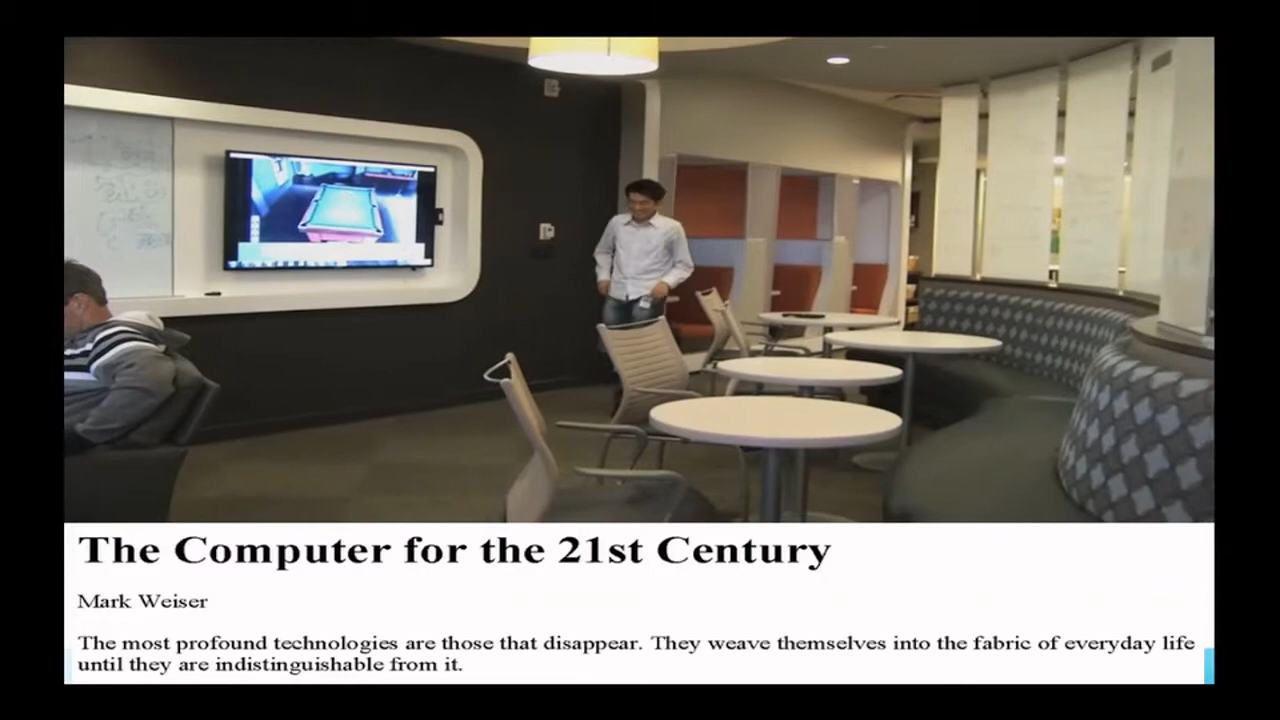 The Computer for the 21st Century
Mark Weiser
The most profound technologies are those that disappear. They weave themselves into the fabric of everyday life
until they are indistinguishable from it.